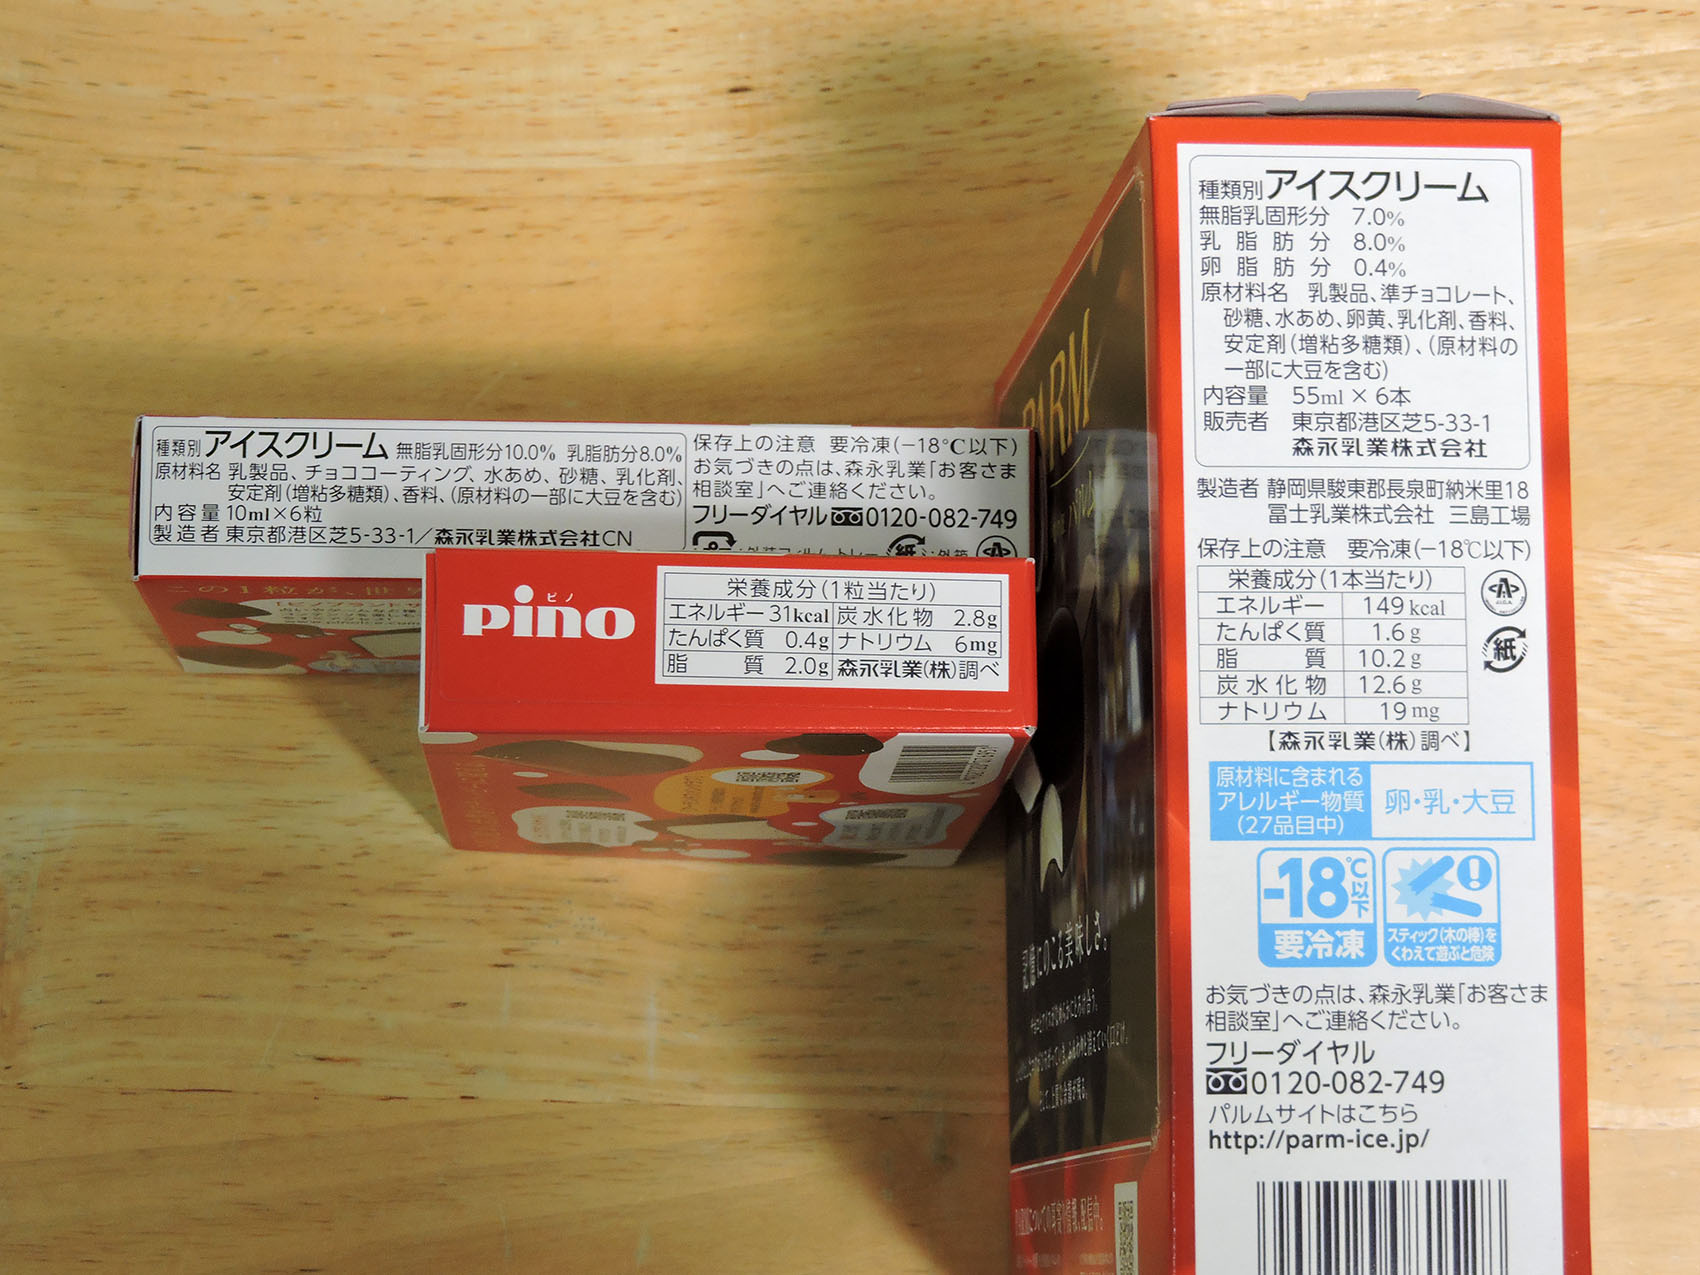 種類別アイスクリーム 無脂乳固形分10.0% 乳脂肪分8.0%
原材料名 乳製品、チョココーティング、水あめ、砂糖、乳化剤、
安定剤(増粘多糖類)、香料、(原材料の一部に大豆を含む)
内容量 10ml×6粒
製造者 東京都港区芝5-33-1/森永乳業株式会社CN
保存上の注意 要冷凍(−18℃以下)
お気づきの点は、森永乳業「お客さま
相談室」へご連絡ください。
フリーダイヤル 0120-082-749
紙:外箱
この1粒が、世界
ピノ
pino
栄養成分(1粒当たり)
エネルギー 31kcal 炭水化物 2.8g
たんぱく質 0.4g ナトリウム 6mg
脂質 2.0g 森永乳業(株)調べ
PARM
パルム
記憶にのこる美味しさ。
種類別アイスクリーム
無脂乳固形分 7.0%
乳脂肪分 8.0%
卵脂肪分 0.4%
原材料名 乳製品、準チョコレート、
砂糖、水あめ、卵黄、乳化剤、香料、
安定剤(増粘多糖類)、(原材料の
一部に大豆を含む)
内容量 55ml×6本
販売者 東京都港区芝5-33-1
森永乳業株式会社
製造者 静岡県駿東郡長泉町納米里18
冨士乳業株式会社 三島工場
保存上の注意 要冷凍(−18℃以下)
栄養成分(1本当たり)
エネルギー 149kcal
たんぱく質 1.6g
脂質 10.2g
炭水化物 12.6g
ナトリウム 19mg
【森永乳業(株)調べ】
紙
原材料に含まれる
アレルギー物質
(27品目中)
卵・乳・大豆
-18℃以下
要冷凍
スティック(木の棒)を
くわえて遊ぶと危険
お気づきの点は、森永乳業「お客さま
相談室」へご連絡ください。
フリーダイヤル
0120-082-749
パルムサイトはこちら
http://parm-ice.jp/